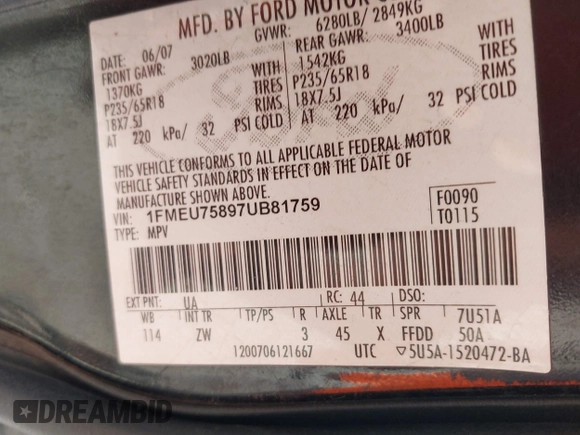 MFD. BY FORD MOTOR
DATE: 06/07 GVWR: 6280LB/ 2849KG
FRONT GAWR: 3020LB REAR GAWR: 3400LB
1370KG WITH 1542KG WITH
P235/65R18 TIRES P235/65R18 TIRES
18X7.5J RIMS 18X7.5J RIMS
AT 220 kPa/ 32 PSI COLD AT 220 kPa/ 32 PSI COLD
THIS VEHICLE CONFORMS TO ALL APPLICABLE FEDERAL MOTOR
VEHICLE SAFETY STANDARDS IN EFFECT ON THE DATE OF
MANUFACTURE SHOWN ABOVE.
VIN: 1FMEU75897UB81759 F0090
TYPE: MPV T0115
EXT PNT: UA RC: 44 DSO:
WB INT TR TP/PS R AXLE TR SPR 7U51A
114 ZW 3 45 X FFDD 50A
1200706121667 UTC ▽5U5A-1520472-BA
DREAMBID